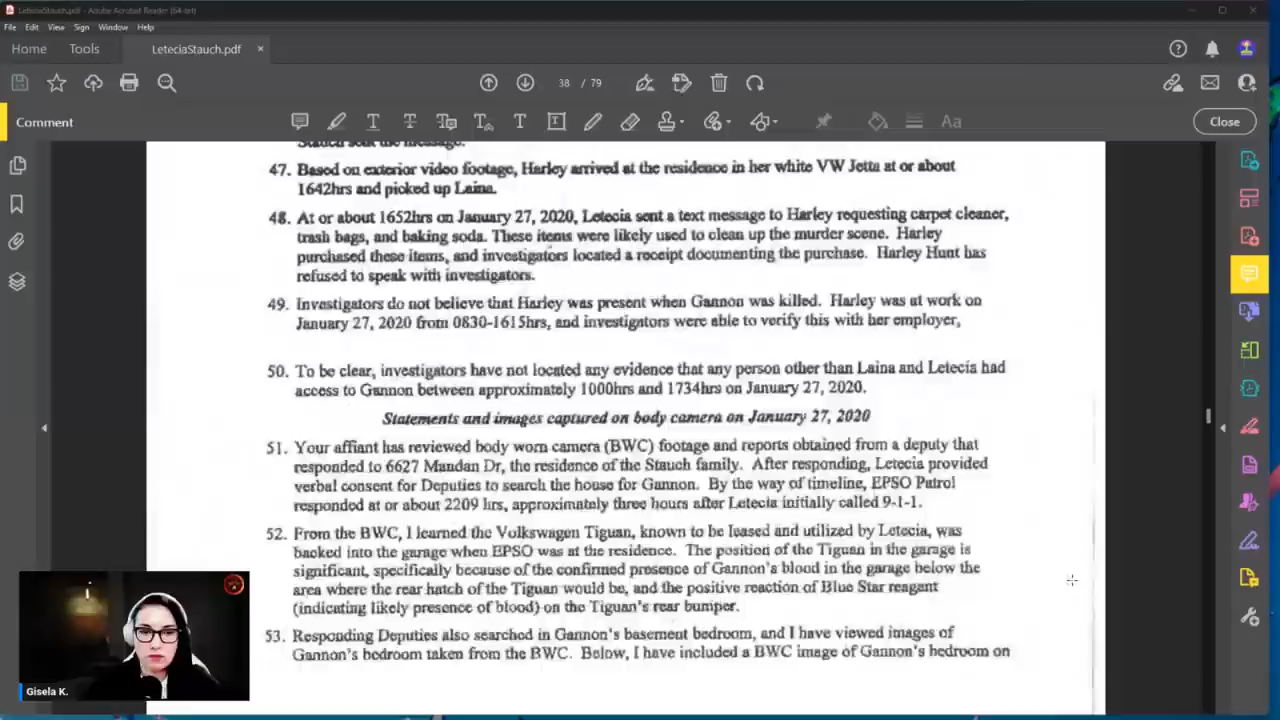 LeteciaStauch.pdf - Adobe Acrobat Reader (64-bit)
File Edit View Sign Window Help
Home Tools LeteciaStauch.pdf ×
38 / 79
Comment
Close
Stauch sent the message.
47. Based on exterior video footage, Harley arrived at the residence in her white VW Jetta at or about
1642hrs and picked up Laina.
48. At or about 1652hrs on January 27, 2020, Letecia sent a text message to Harley requesting carpet cleaner,
trash bags, and baking soda. These items were likely used to clean up the murder scene. Harley
purchased these items, and investigators located a receipt documenting the purchase. Harley Hunt has
refused to speak with investigators.
49. Investigators do not believe that Harley was present when Gannon was killed. Harley was at work on
January 27, 2020 from 0830-1615hrs, and investigators were able to verify this with her employer,
50. To be clear, investigators have not located any evidence that any person other than Laina and Letecia had
access to Gannon between approximately 1000hrs and 1734hrs on January 27, 2020.
Statements and images captured on body camera on January 27, 2020
51. Your affiant has reviewed body worn camera (BWC) footage and reports obtained from a deputy that
responded to 6627 Mandan Dr, the residence of the Stauch family. After responding, Letecia provided
verbal consent for Deputies to search the house for Gannon. By the way of timeline, EPSO Patrol
responded at or about 2209 hrs, approximately three hours after Letecia initially called 9-1-1.
52. From the BWC, I learned the Volkswagen Tiguan, known to be leased and utilized by Letecia, was
backed into the garage when EPSO was at the residence. The position of the Tiguan in the garage is
significant, specifically because of the confirmed presence of Gannon's blood in the garage below the
area where the rear hatch of the Tiguan would be, and the positive reaction of Blue Star reagent
(indicating likely presence of blood) on the Tiguan's rear bumper.
53. Responding Deputies also searched in Gannon's basement bedroom, and I have viewed images of
Gannon's bedroom taken from the BWC. Below, I have included a BWC image of Gannon's bedroom on
Gisela K.